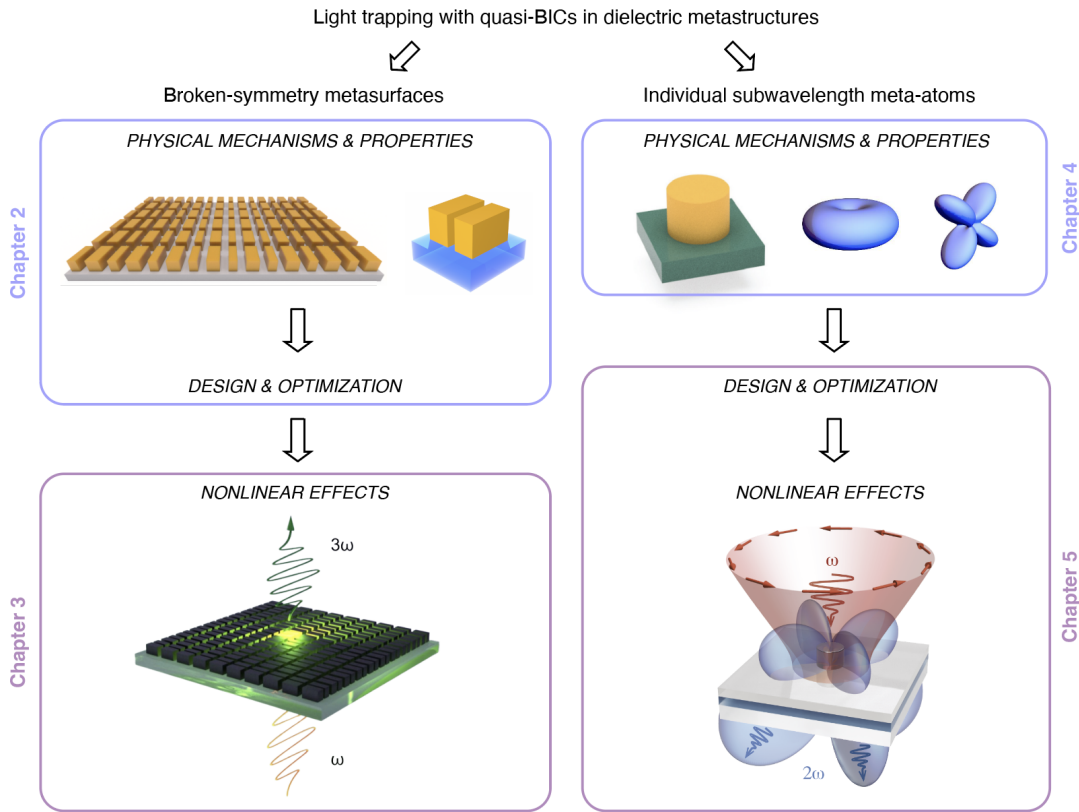 Light trapping with quasi-BICs in dielectric metastructures
Broken-symmetry metasurfaces
PHYSICAL MECHANISMS & PROPERTIES
Chapter 2
DESIGN & OPTIMIZATION
NONLINEAR EFFECTS
3ω
ω
Chapter 3
Individual subwavelength meta-atoms
PHYSICAL MECHANISMS & PROPERTIES
Chapter 4
DESIGN & OPTIMIZATION
NONLINEAR EFFECTS
ω
2ω
Chapter 5